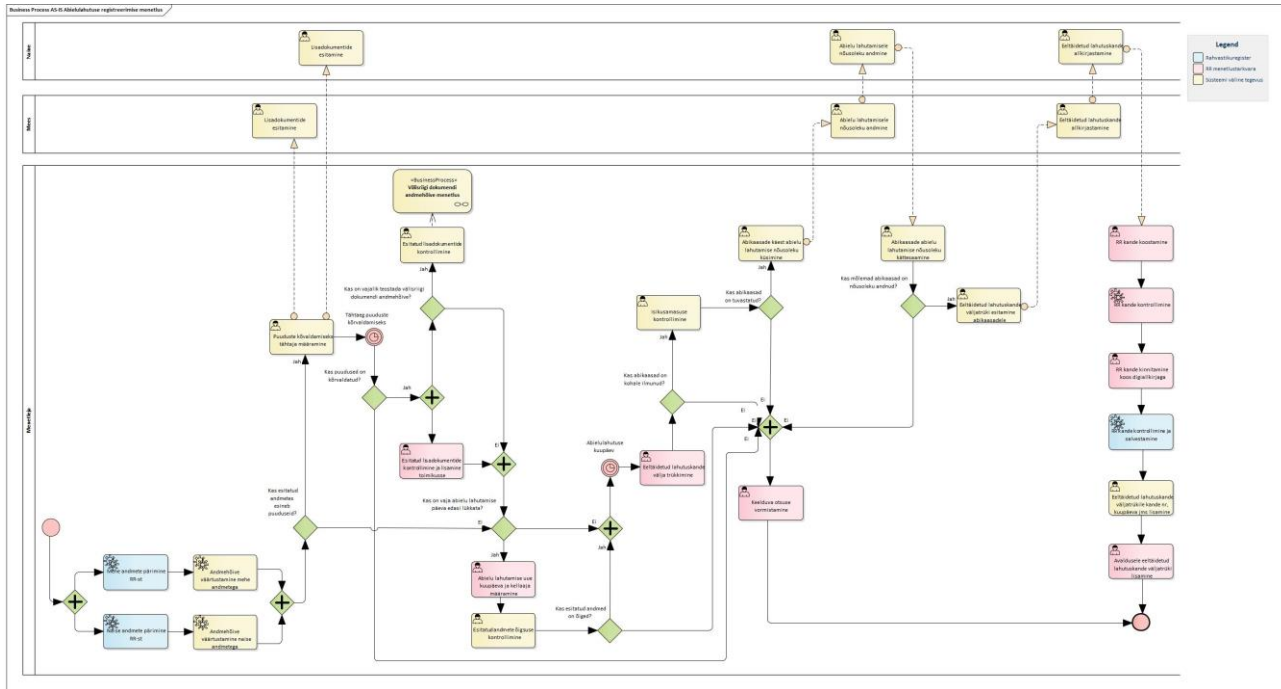 Business Process AS-IS Abielulahutuse registreerimise menetlus
Naine
Lisadokumentide
esitamine
Abielu lahutamisele
nõusoleku andmine
Eeltäidetud lahutuskande
allkirjastamine
Legend
Rahvastikuregister
RR menetlustarkvara
Süsteemi väline tegevus
Mees
Lisadokumentide
esitamine
Abielu lahutamisele
nõusoleku andmine
Eeltäidetud lahutuskande
allkirjastamine
Menetleja
«BusinessProcess»
Välisriigi dokumendi
andmehõive menetlus
Esitatud lisadokumentide
kontrollimine
Jah
Kas on vajalik teostada välisriigi
dokumendi andmehõive?
Tähtaeg puuduste
kõrvaldamiseks
Puuduste kõrvaldamiseks
tähtaja määramine
Jah
Kas puudused on
kõrvaldatud?
Jah
Ei
Esitatud lisadokumentide
kontrollimine ja lisamine
toimikusse
Kas esitatud
andmetes
esineb
puuduseid?
Kas on vaja abielu lahutamise
päeva edasi lükkata?
Ei
Ei
Jah
Abielu lahutamise uue
kuupäeva ja kellaaja
määramine
Esitatud andmete õigsuse
kontrollimine
Kas esitatud andmed
on õiged?
Jah
Ei
Abielulahutuse
kuupäev
Eeltäidetud lahutuskande
välja trükkimine
Kas abikaasad on
kohale ilmunud?
Jah
Ei
Isikusamasuse
kontrollimine
Kas abikaasad
on tuvastatud?
Jah
Ei
Abikaasade käest abielu
lahutamise nõusoleku
küsimine
Abikaasade abielu
lahutamise nõusoleku
kättesaamine
Kas mõlemad abikaasad on
nõusoleku andnud?
Jah
Ei
Ei
Eeltäidetud lahutuskande
väljatrüki esitamine
abikaasadele
Keelduva otsuse
vormistamine
RR kande koostamine
RR kande kontrollimine
RR kande kinnitamine
koos digiallkirjaga
RR kande kontrollimine ja
salvestamine
Eeltäidetud lahutuskande
väljatrükile kande nr,
kuupäeva jms lisamine
Avaldusele eeltäidetud
lahutuskande väljatrüki
lisamine
Mehe andmete pärimine
RR-st
Andmehõive
väärtustamine mehe
andmetega
Naise andmete pärimine
RR-st
Andmehõive
väärtustamine naise
andmetega